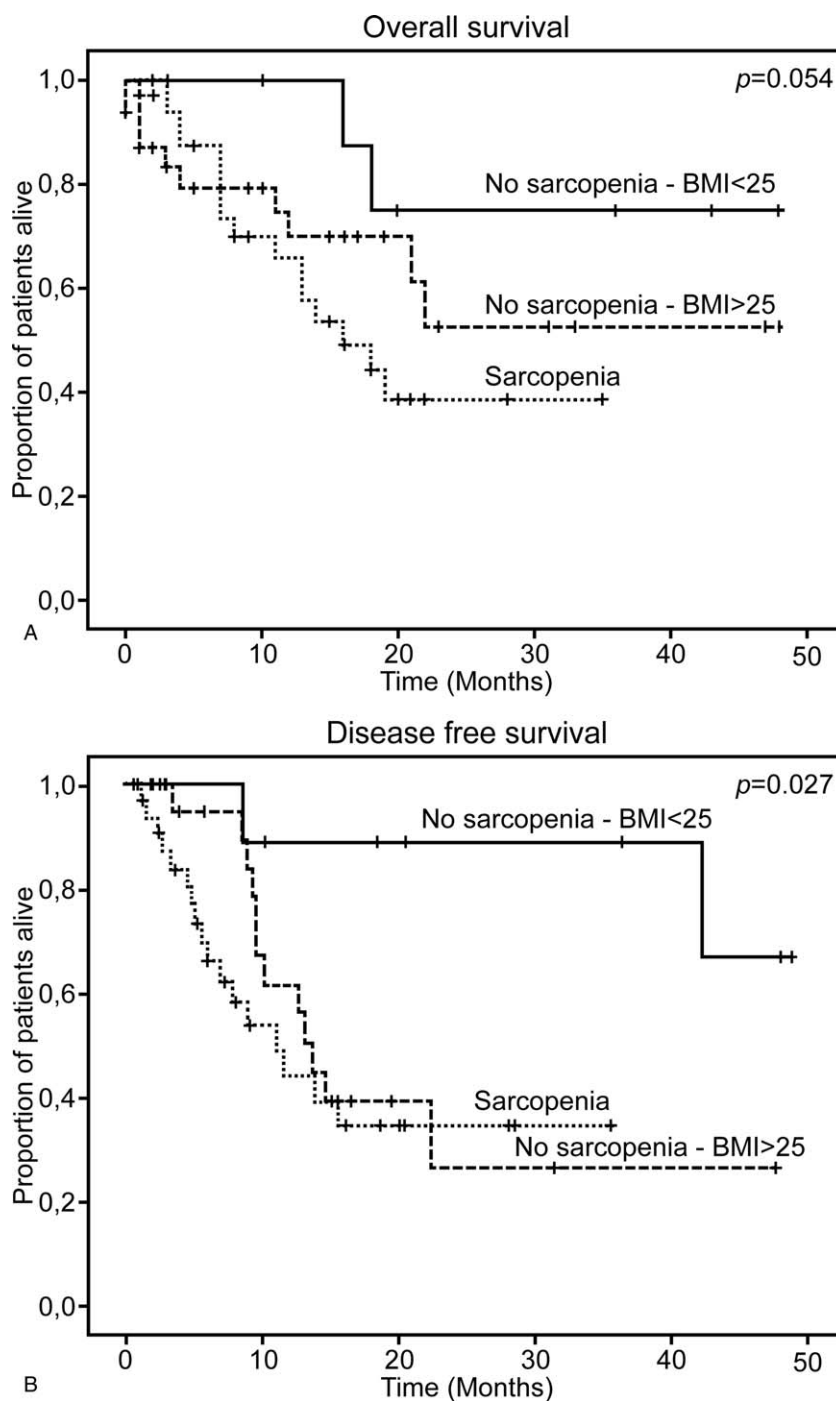 Overall survival
p=0.054
1,0
0,8
0,6
0,4
0,2
0,0
Proportion of patients alive
No sarcopenia - BMI<25
No sarcopenia - BMI>25
Sarcopenia
A
0 10 20 30 40 50
Time (Months)
Disease free survival
p=0.027
1,0
0,8
0,6
0,4
0,2
0,0
Proportion of patients alive
No sarcopenia - BMI<25
Sarcopenia
No sarcopenia - BMI>25
0 10 20 30 40 50
B
Time (Months)